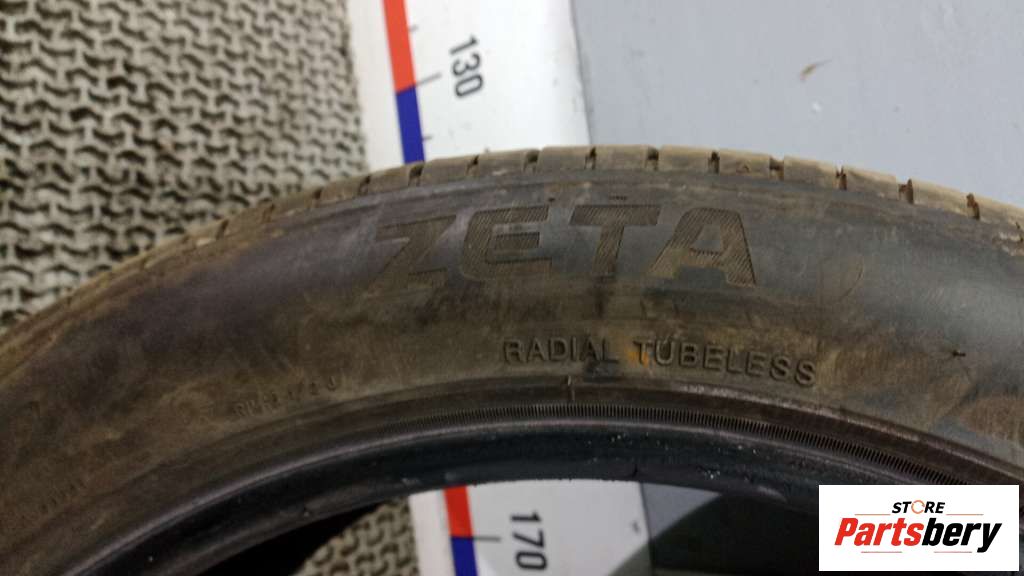 130
ZETA
RADIAL TUBELESS
170
STORE
Partsbery